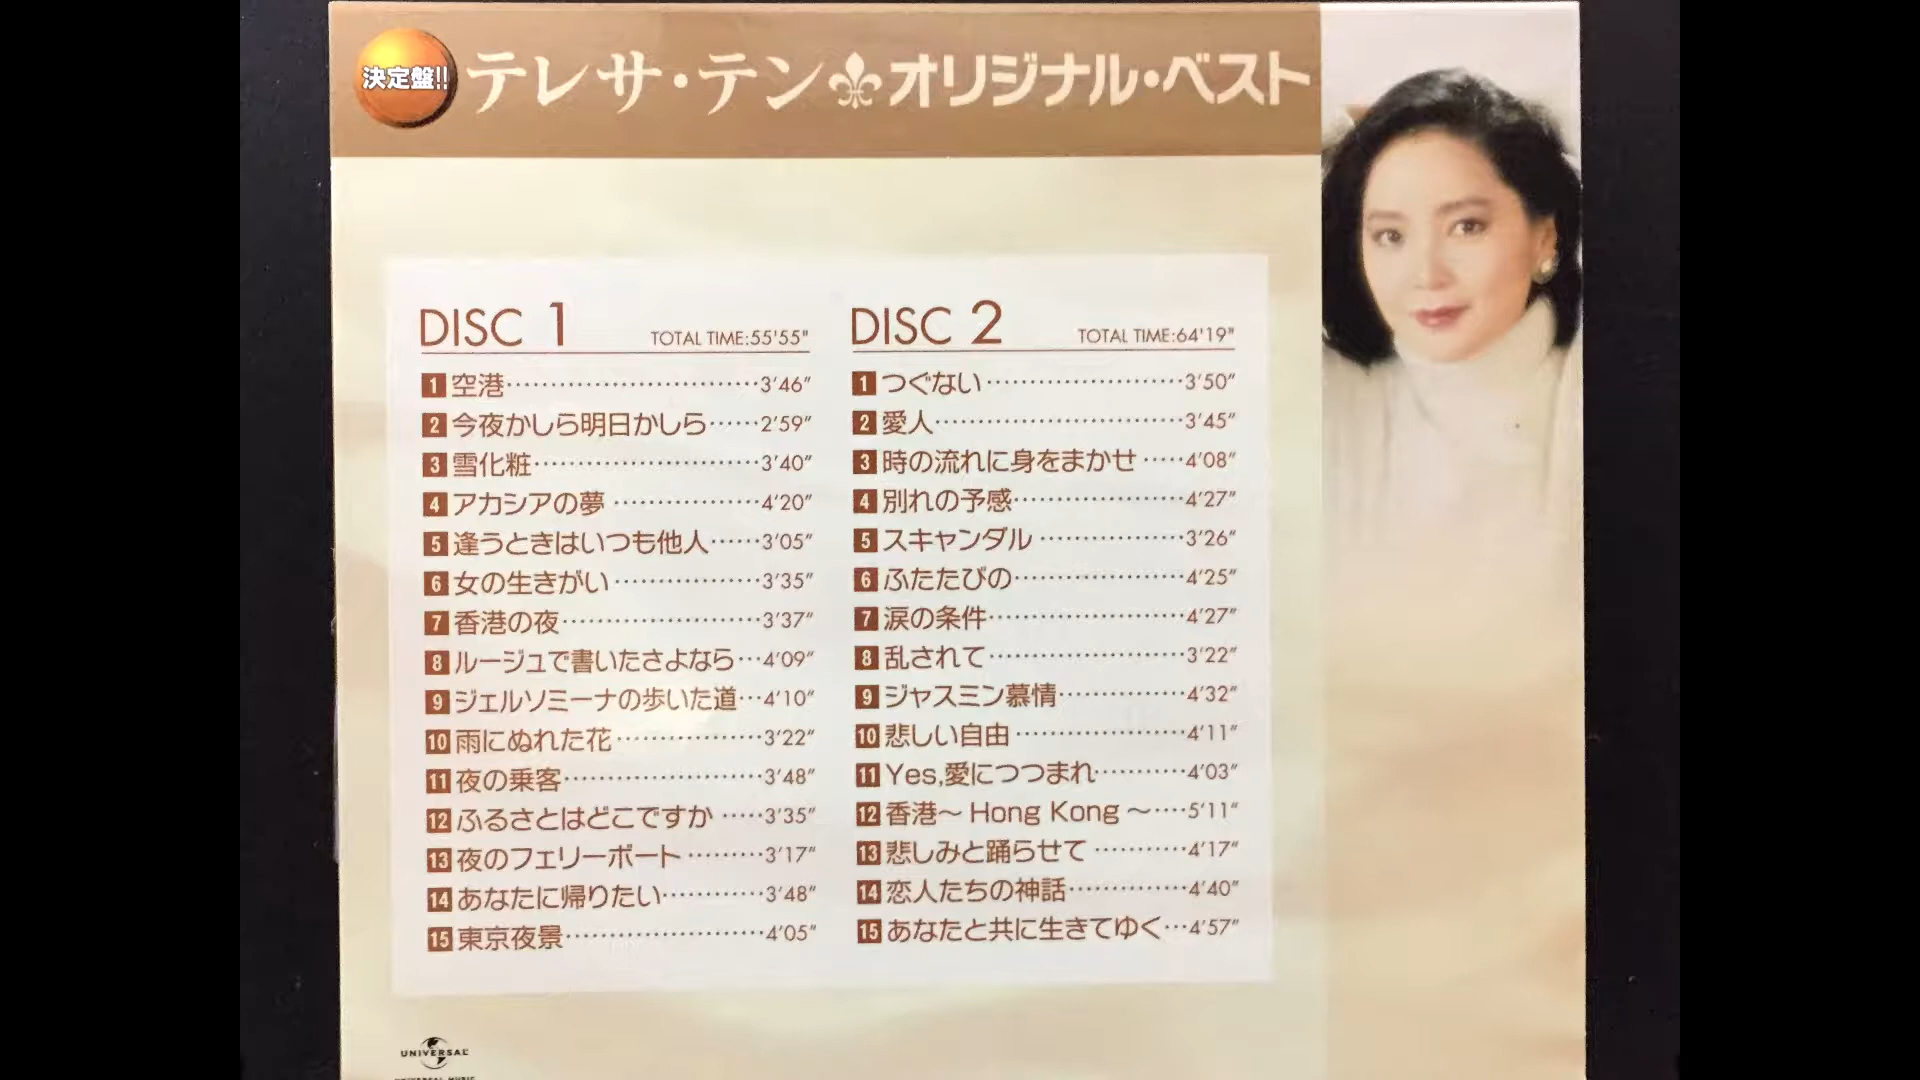 決定盤!! テレサ・テン オリジナル・ベスト
DISC 1 TOTAL TIME:55'55"
1 空港 3'46"
2 今夜かしら明日かしら 2'59"
3 雪化粧 3'40"
4 アカシアの夢 4'20"
5 逢うときはいつも他人 3'05"
6 女の生きがい 3'35"
7 香港の夜 3'37"
8 ルージュで書いたさよなら 4'09"
9 ジェルソミーナの歩いた道 4'10"
10 雨にぬれた花 3'22"
11 夜の乗客 3'48"
12 ふるさとはどこですか 3'35"
13 夜のフェリーボート 3'17"
14 あなたに帰りたい 3'48"
15 東京夜景 4'05"
DISC 2 TOTAL TIME:64'19"
1 つぐない 3'50"
2 愛人 3'45"
3 時の流れに身をまかせ 4'08"
4 別れの予感 4'27"
5 スキャンダル 3'26"
6 ふたたびの 4'25"
7 涙の条件 4'27"
8 乱されて 3'22"
9 ジャスミン慕情 4'32"
10 悲しい自由 4'11"
11 Yes,愛につつまれ 4'03"
12 香港〜 Hong Kong 〜 5'11"
13 悲しみと踊らせて 4'17"
14 恋人たちの神話 4'40"
15 あなたと共に生きてゆく 4'57"
UNIVERSAL
UNIVERSAL MUSIC